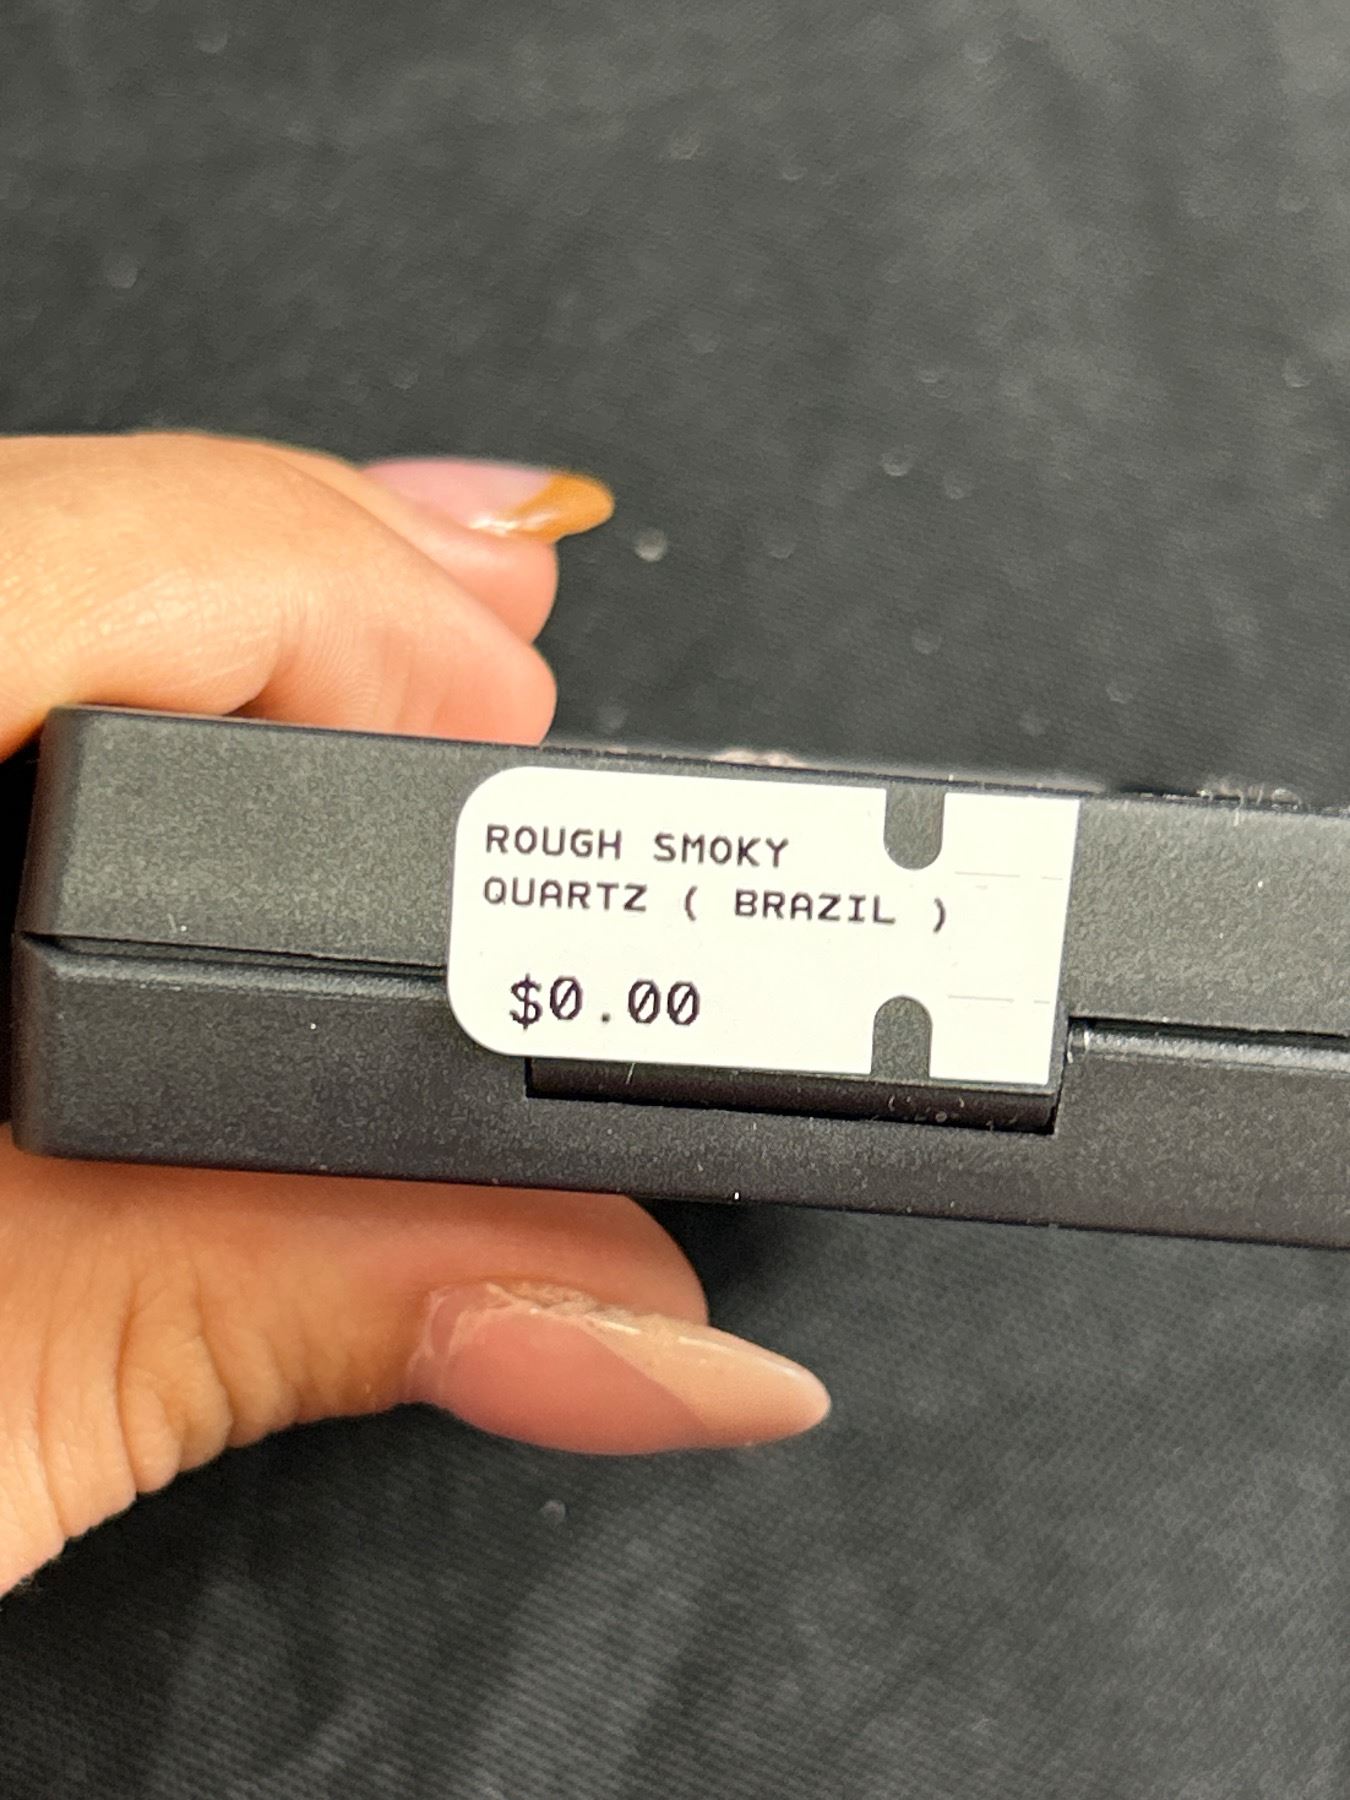 ROUGH SMOKY
QUARTZ ( BRAZIL )
$0.00